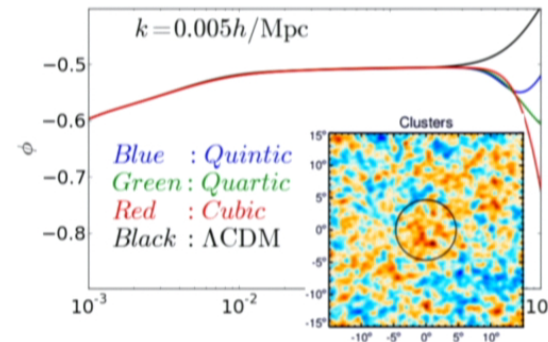 k=0.005h/Mpc
−0.5
−0.6
−0.7
−0.8
ϕ
Blue : Quintic
Green : Quartic
Red : Cubic
Black : ΛCDM
10⁻³
10⁻²
10
Clusters
15°
10°
5°
0°
-5°
-10°
-15°
-10° -5° 0° 5° 10°